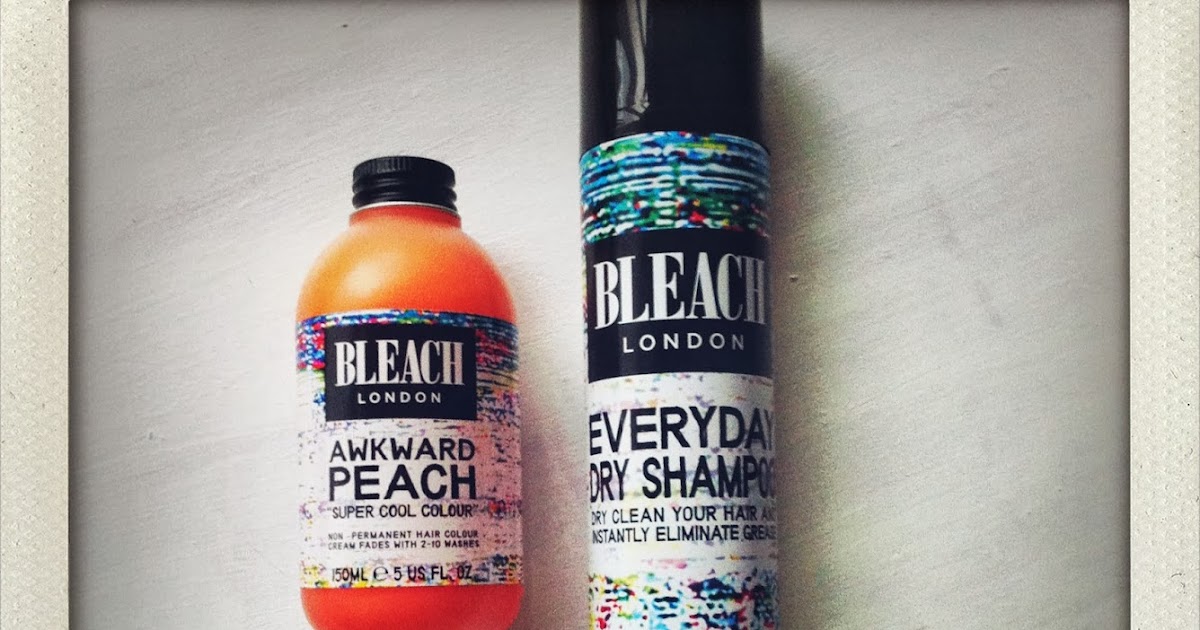 BLEACH
LONDON
AWKWARD
PEACH
"SUPER COOL COLOUR"
NON - PERMANENT HAIR COLOUR
CREAM FADES WITH 2-10 WASHES
150ML ℮ 5 US FL. OZ.
BLEACH
LONDON
EVERYDAY
DRY SHAMPOO
DRY CLEAN YOUR HAIR AND
INSTANTLY ELIMINATE GREASE